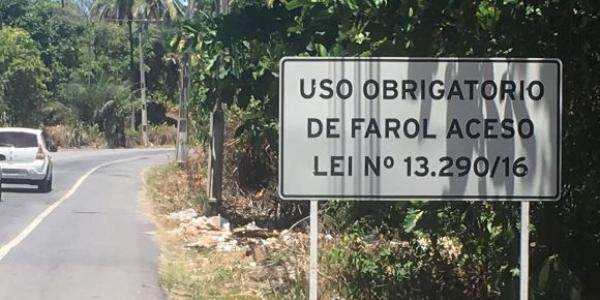 USO OBRIGATORIO
DE FAROL ACESO
LEI Nº 13.290/16